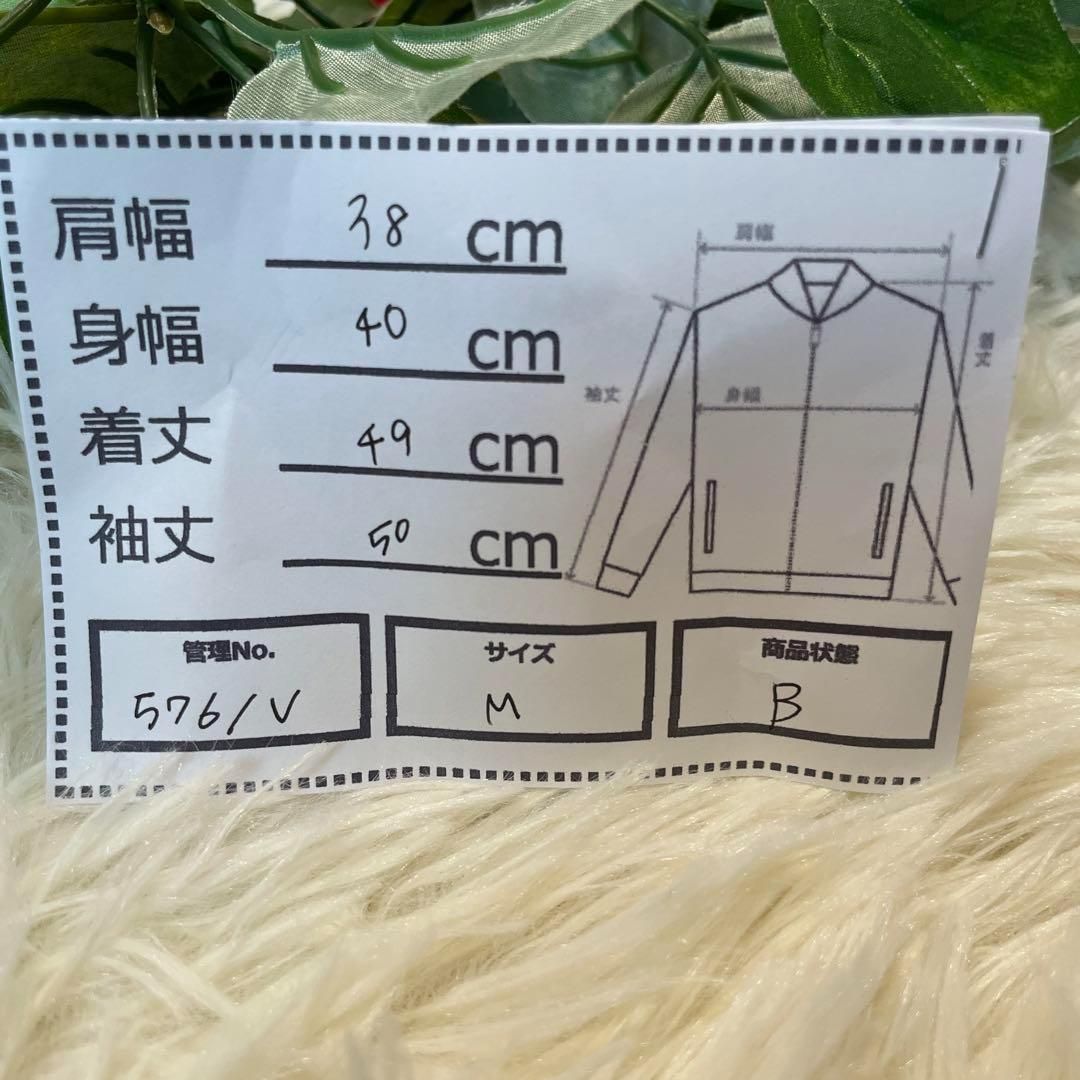 肩幅 38 cm
身幅 40 cm
着丈 49 cm
袖丈 50 cm
肩幅
着丈
袖丈
身幅
管理No.
576/V
サイズ
M
商品状態
B